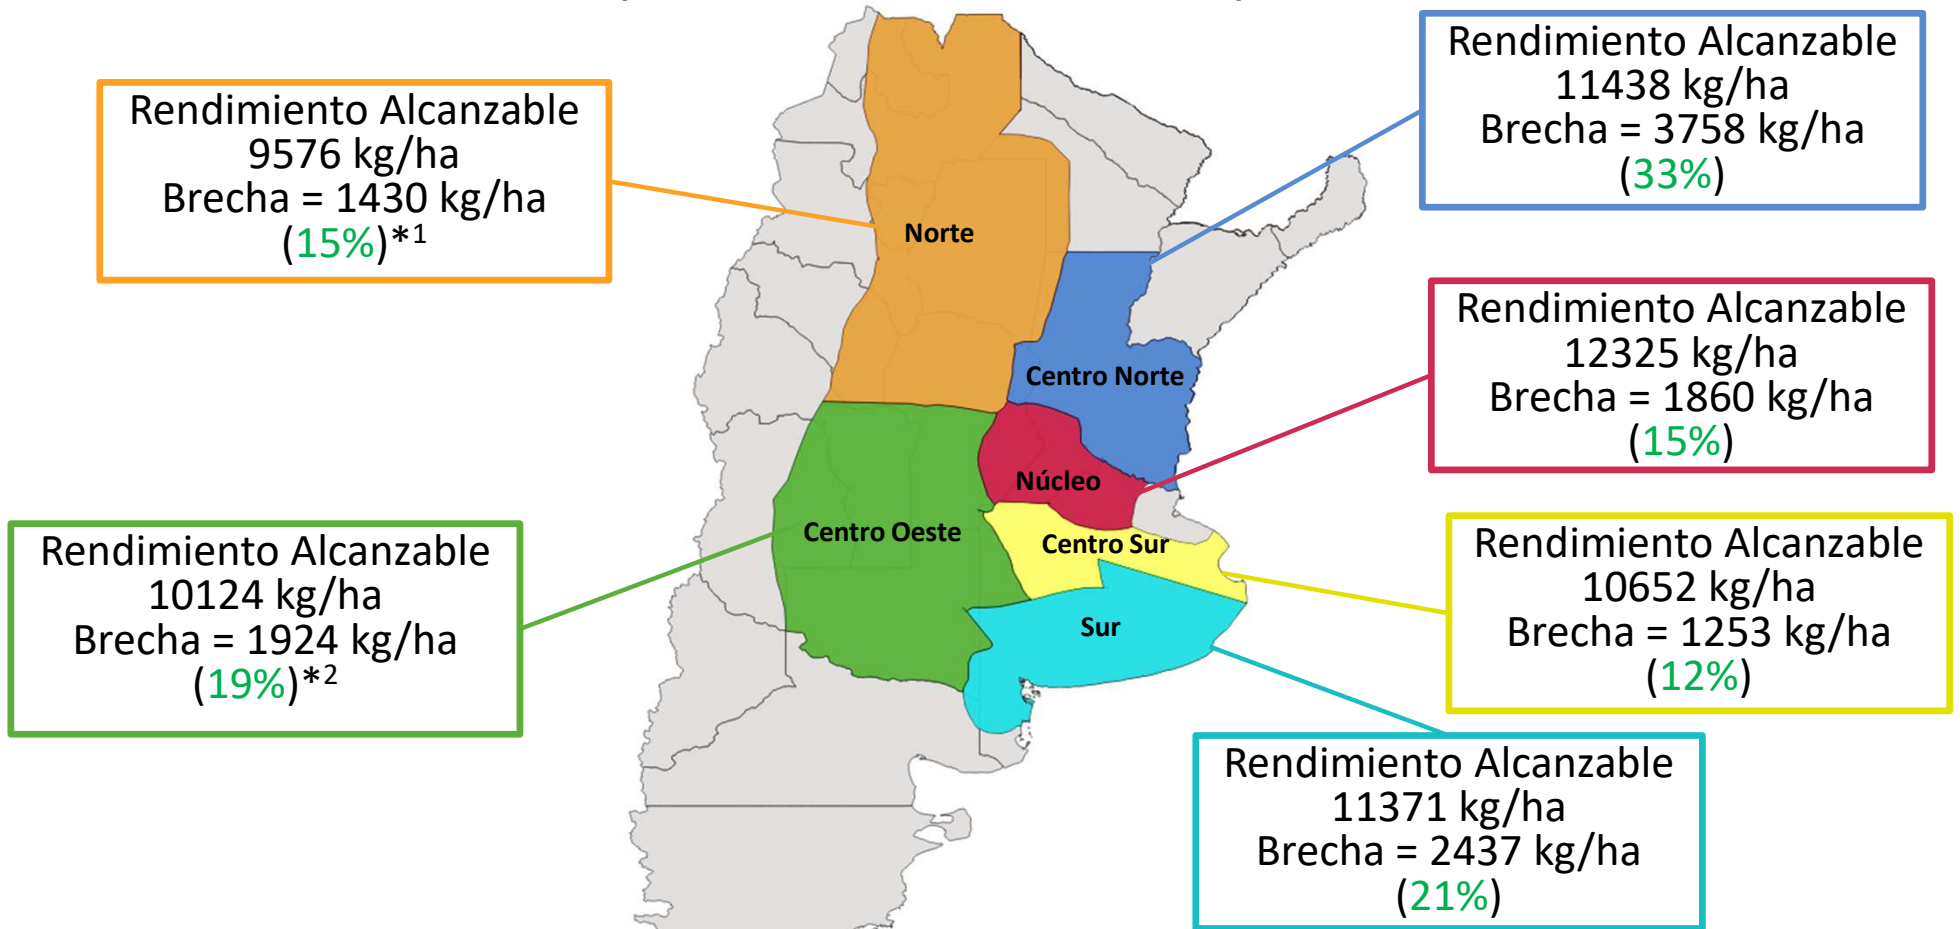 Rendimiento Alcanzable
9576 kg/ha
Brecha = 1430 kg/ha
(15%)*1
Rendimiento Alcanzable
11438 kg/ha
Brecha = 3758 kg/ha
(33%)
Norte
Rendimiento Alcanzable
12325 kg/ha
Brecha = 1860 kg/ha
(15%)
Centro Norte
Núcleo
Centro Oeste
Centro Sur
Sur
Rendimiento Alcanzable
10124 kg/ha
Brecha = 1924 kg/ha
(19%)*2
Rendimiento Alcanzable
10652 kg/ha
Brecha = 1253 kg/ha
(12%)
Rendimiento Alcanzable
11371 kg/ha
Brecha = 2437 kg/ha
(21%)